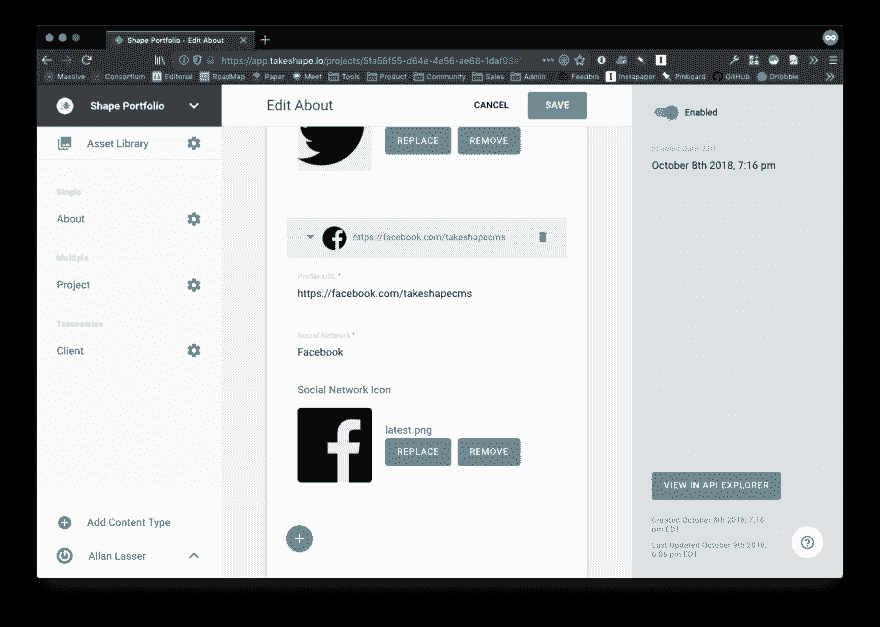 Shape Portfolio - Edit About
https://app.takeshape.io/projects/5fa56f55-d64e-4e56-ae68-1daf93
Massive Consortium Editorial RoadMap Paper Meet Tools Product Community Sales Admin Feedbin Instapaper Pinboard GitHub Dribbble
Shape Portfolio
Edit About
CANCEL
SAVE
Enabled
Asset Library
REPLACE
REMOVE
October 8th 2018, 7:16 pm
Single
About
https://facebook.com/takeshapecms
Multiple
Profile URL *
Project
https://facebook.com/takeshapecms
Taxonomies
Social Network *
Client
Facebook
Social Network Icon
latest.png
REPLACE
REMOVE
VIEW IN API EXPLORER
Add Content Type
Created October 8th 2018, 7:16
pm EDT
Allan Lasser
Last Updated October 9th 2018,
6:05 pm EDT